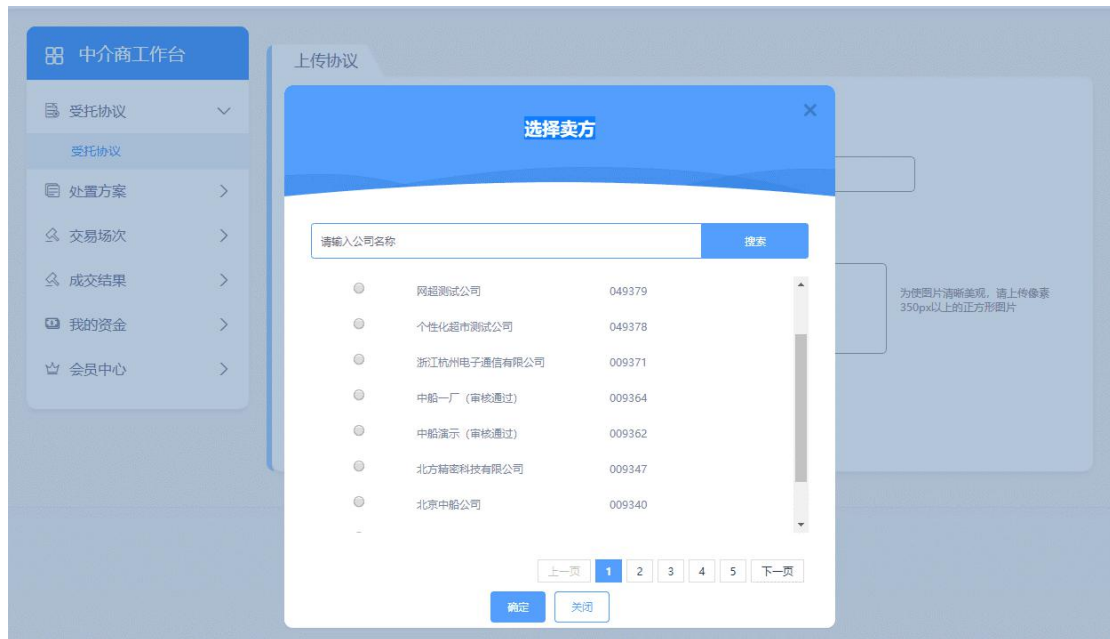 中介商工作台
受托协议
受托协议
处置方案
交易场次
成交结果
我的资金
会员中心
上传协议
选择卖方
请输入公司名称
搜索
网超测试公司 049379
个性化超市测试公司 049378
浙江杭州电子通信有限公司 009371
中船一厂（审核通过） 009364
中船演示（审核通过） 009362
北方精密科技有限公司 009347
北京中船公司 009340
上一页 1 2 3 4 5 下一页
确定 关闭
为使图片清晰美观，请上传像素
350px以上的正方形图片